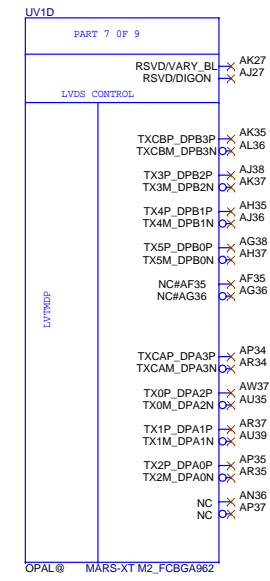 UV1D
PART 7 0F 9
RSVD/VARY_BL AK27
RSVD/DIGON AJ27
LVDS CONTROL
TXCBP_DPB3P AK35
TXCBM_DPB3N AL36
TX3P_DPB2P AJ38
TX3M_DPB2N AK37
TX4P_DPB1P AH35
TX4M_DPB1N AJ36
TX5P_DPB0P AG38
TX5M_DPB0N AH37
NC#AF35 AF35
NC#AG36 AG36
LVTMDP
TXCAP_DPA3P AP34
TXCAM_DPA3N AR34
TX0P_DPA2P AW37
TX0M_DPA2N AU35
TX1P_DPA1P AR37
TX1M_DPA1N AU39
TX2P_DPA0P AP35
TX2M_DPA0N AR35
NC AN36
NC AP37
OPAL@ MARS-XT M2_FCBGA962